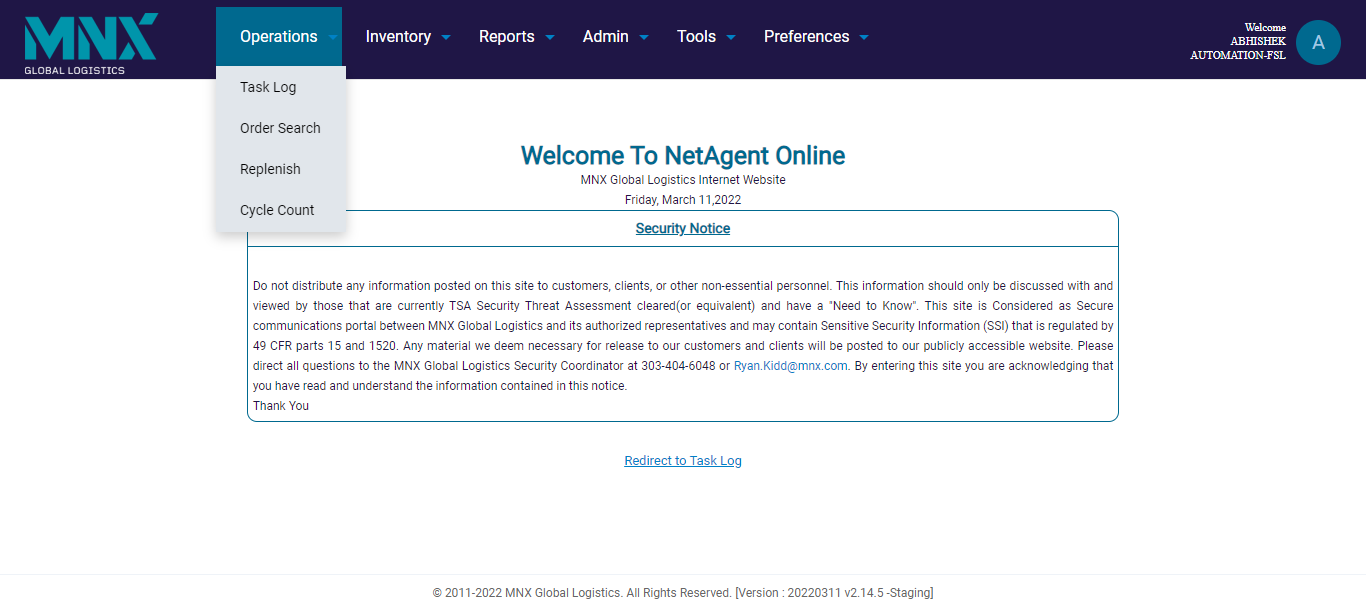 MNX
GLOBAL LOGISTICS
Operations Inventory Reports Admin Tools Preferences
Welcome
ABHISHEK
AUTOMATION-FSL
A
Task Log
Order Search
Replenish
Cycle Count
Welcome To NetAgent Online
MNX Global Logistics Internet Website
Friday, March 11,2022
Security Notice
Do not distribute any information posted on this site to customers, clients, or other non-essential personnel. This information should only be discussed with and
viewed by those that are currently TSA Security Threat Assessment cleared(or equivalent) and have a "Need to Know". This site is Considered as Secure
communications portal between MNX Global Logistics and its authorized representatives and may contain Sensitive Security Information (SSI) that is regulated by
49 CFR parts 15 and 1520. Any material we deem necessary for release to our customers and clients will be posted to our publicly accessible website. Please
direct all questions to the MNX Global Logistics Security Coordinator at 303-404-6048 or Ryan.Kidd@mnx.com. By entering this site you are acknowledging that
you have read and understand the information contained in this notice.
Thank You
Redirect to Task Log
© 2011-2022 MNX Global Logistics. All Rights Reserved. [Version : 20220311 v2.14.5 -Staging]